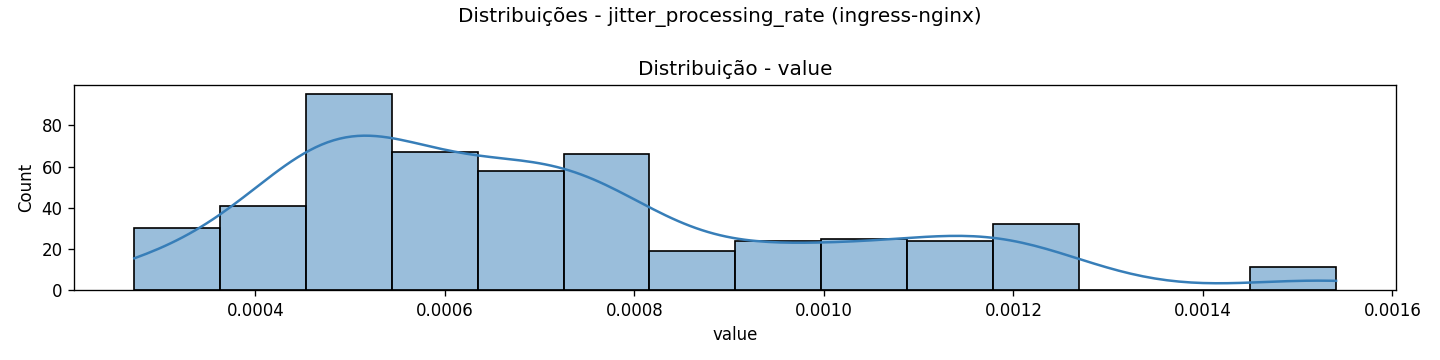 Distribuições - jitter_processing_rate (ingress-nginx)
Distribuição - value
Count
80
60
40
20
0
0.0004 0.0006 0.0008 0.0010 0.0012 0.0014 0.0016
value